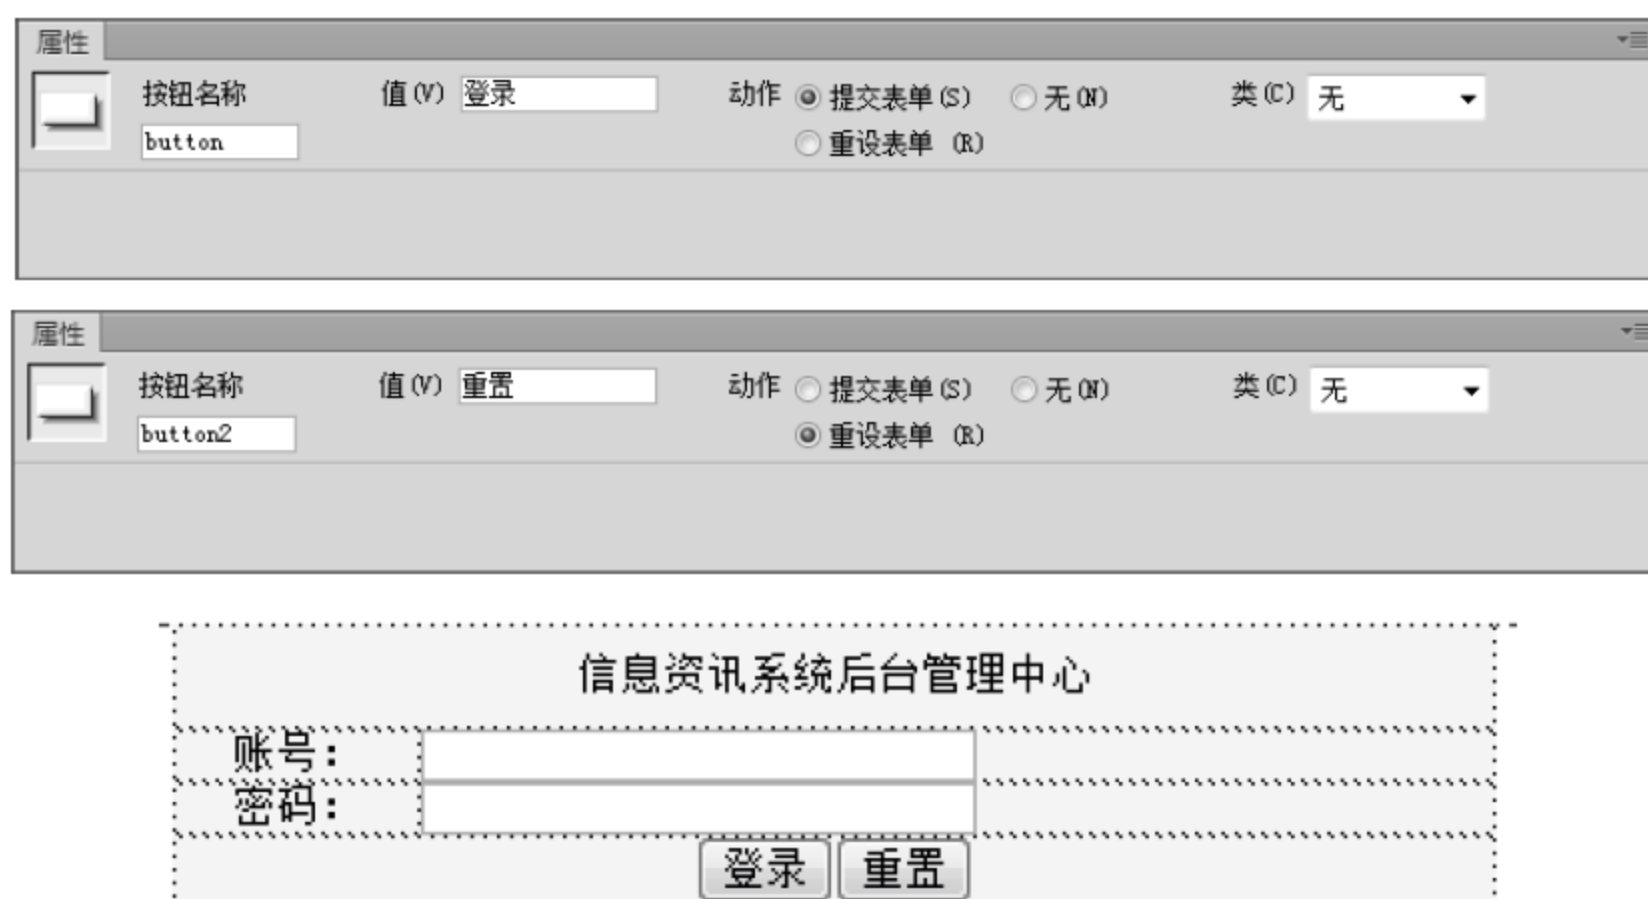 属性
按钮名称 值(V) 登录 动作 提交表单(S) 无(N) 类(C) 无
button 重设表单 (R)
属性
按钮名称 值(V) 重置 动作 提交表单(S) 无(N) 类(C) 无
button2 重设表单 (R)
信息资讯系统后台管理中心
账号：
密码：
登录 重置